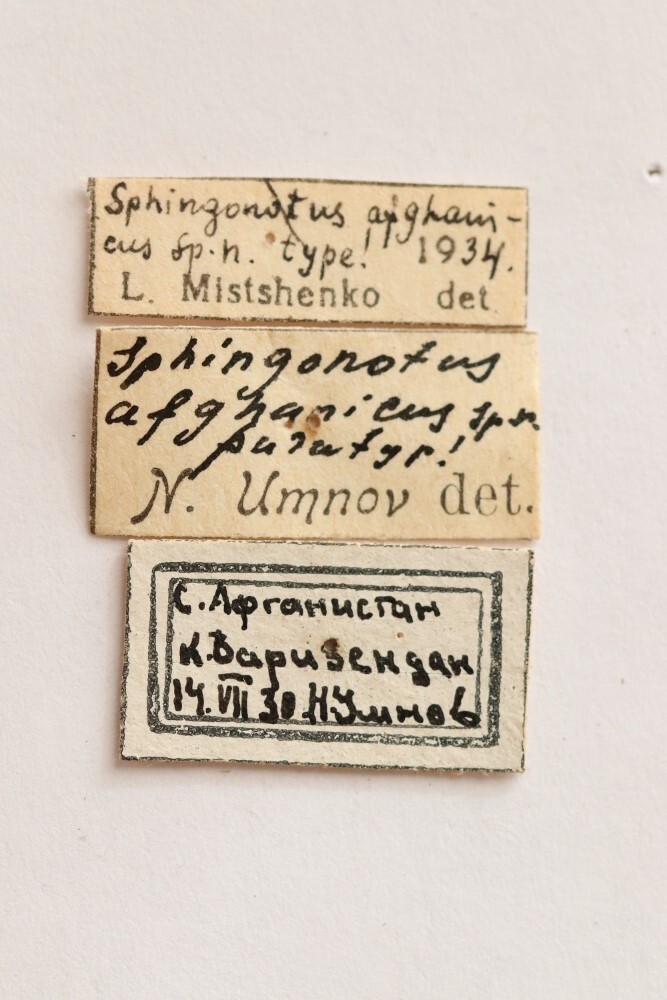 Sphingonotus afghani-
cus sp.n. type! 1934.
L. Mistshenko det
Sphingonotus
afghanicus sp.n.
paratyp.!
N. Umnov det.
С. Афганистан
к. Варизендан
14.VII 30 Н Умнов